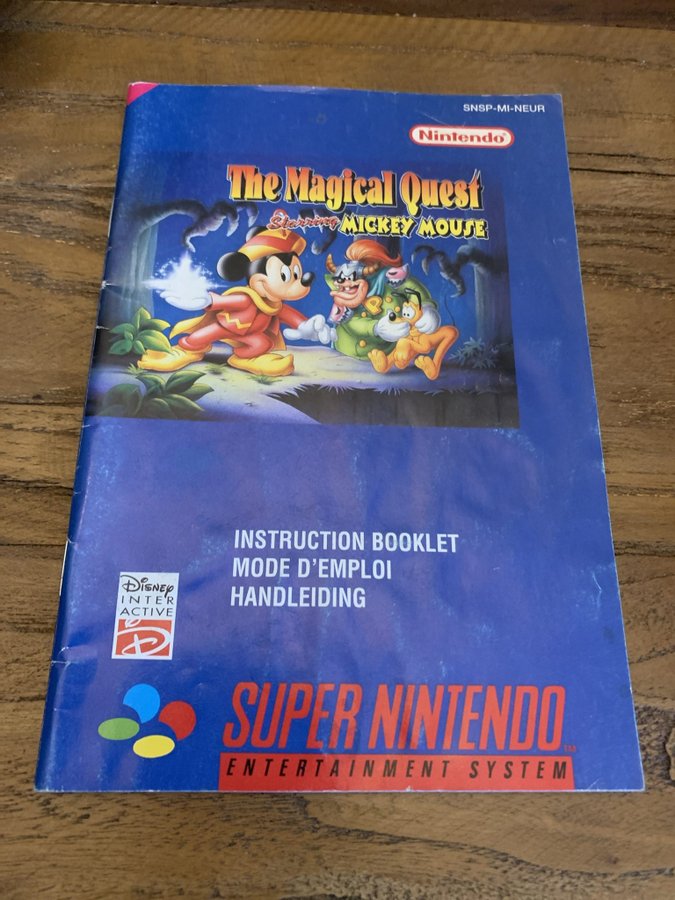 SNSP-MI-NEUR
Nintendo
The Magical Quest
Starring MICKEY MOUSE
P
INSTRUCTION BOOKLET
MODE D'EMPLOI
HANDLEIDING
Disney
INTER
ACTIVE
D
SUPER NINTENDO
TM
ENTERTAINMENT SYSTEM